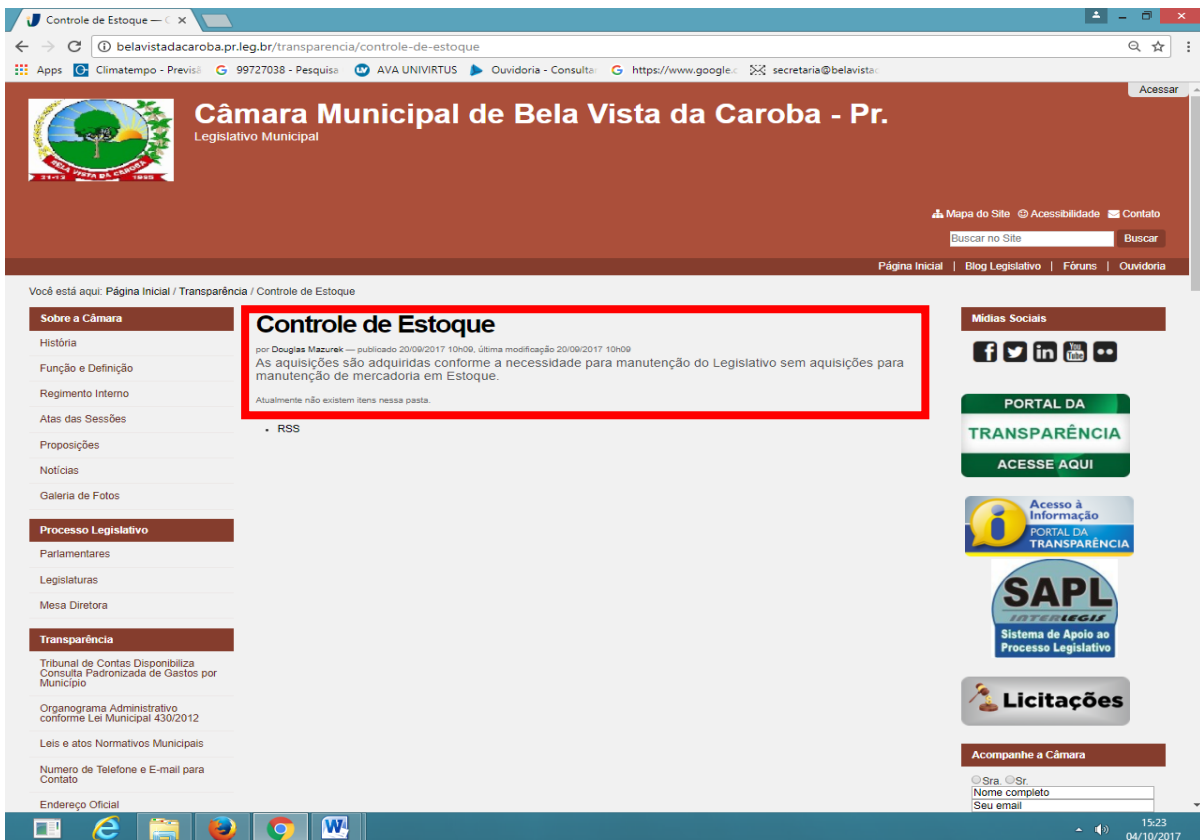 Controle de Estoque — C
belavistadacaroba.pr.leg.br/transparencia/controle-de-estoque
Apps
Climatempo - Previsã
99727038 - Pesquisa
AVA UNIVIRTUS
Ouvidoria - Consulta
https://www.google.c
secretaria@belavista
Acessar
Câmara Municipal de Bela Vista da Caroba - Pr.
Legislativo Municipal
BELA VISTA DA CAROBA
31-12 1995
Mapa do Site Acessibilidade Contato
Buscar no Site Buscar
Página Inicial | Blog Legislativo | Fóruns | Ouvidoria
Você está aqui: Página Inicial / Transparência / Controle de Estoque
Sobre a Câmara
História
Função e Definição
Regimento Interno
Atas das Sessões
Proposições
Notícias
Galeria de Fotos
Processo Legislativo
Parlamentares
Legislaturas
Mesa Diretora
Transparência
Tribunal de Contas Disponibiliza
Consulta Padronizada de Gastos por
Município
Organograma Administrativo
conforme Lei Municipal 430/2012
Leis e atos Normativos Municipais
Numero de Telefone e E-mail para
Contato
Endereço Oficial
Controle de Estoque
por Douglas Mazurek — publicado 20/09/2017 10h09, última modificação 20/09/2017 10h09
As aquisições são adquiridas conforme a necessidade para manutenção do Legislativo sem aquisições para
manutenção de mercadoria em Estoque.
Atualmente não existem itens nessa pasta.
RSS
Mídias Sociais
You
Tube
PORTAL DA
TRANSPARÊNCIA
ACESSE AQUI
Acesso à
Informação
PORTAL DA
TRANSPARÊNCIA
SAPL
INTERLEGIS
Sistema de Apoio ao
Processo Legislativo
Licitações
Acompanhe a Câmara
Sra. Sr.
Nome completo
Seu email
15:23
04/10/2017